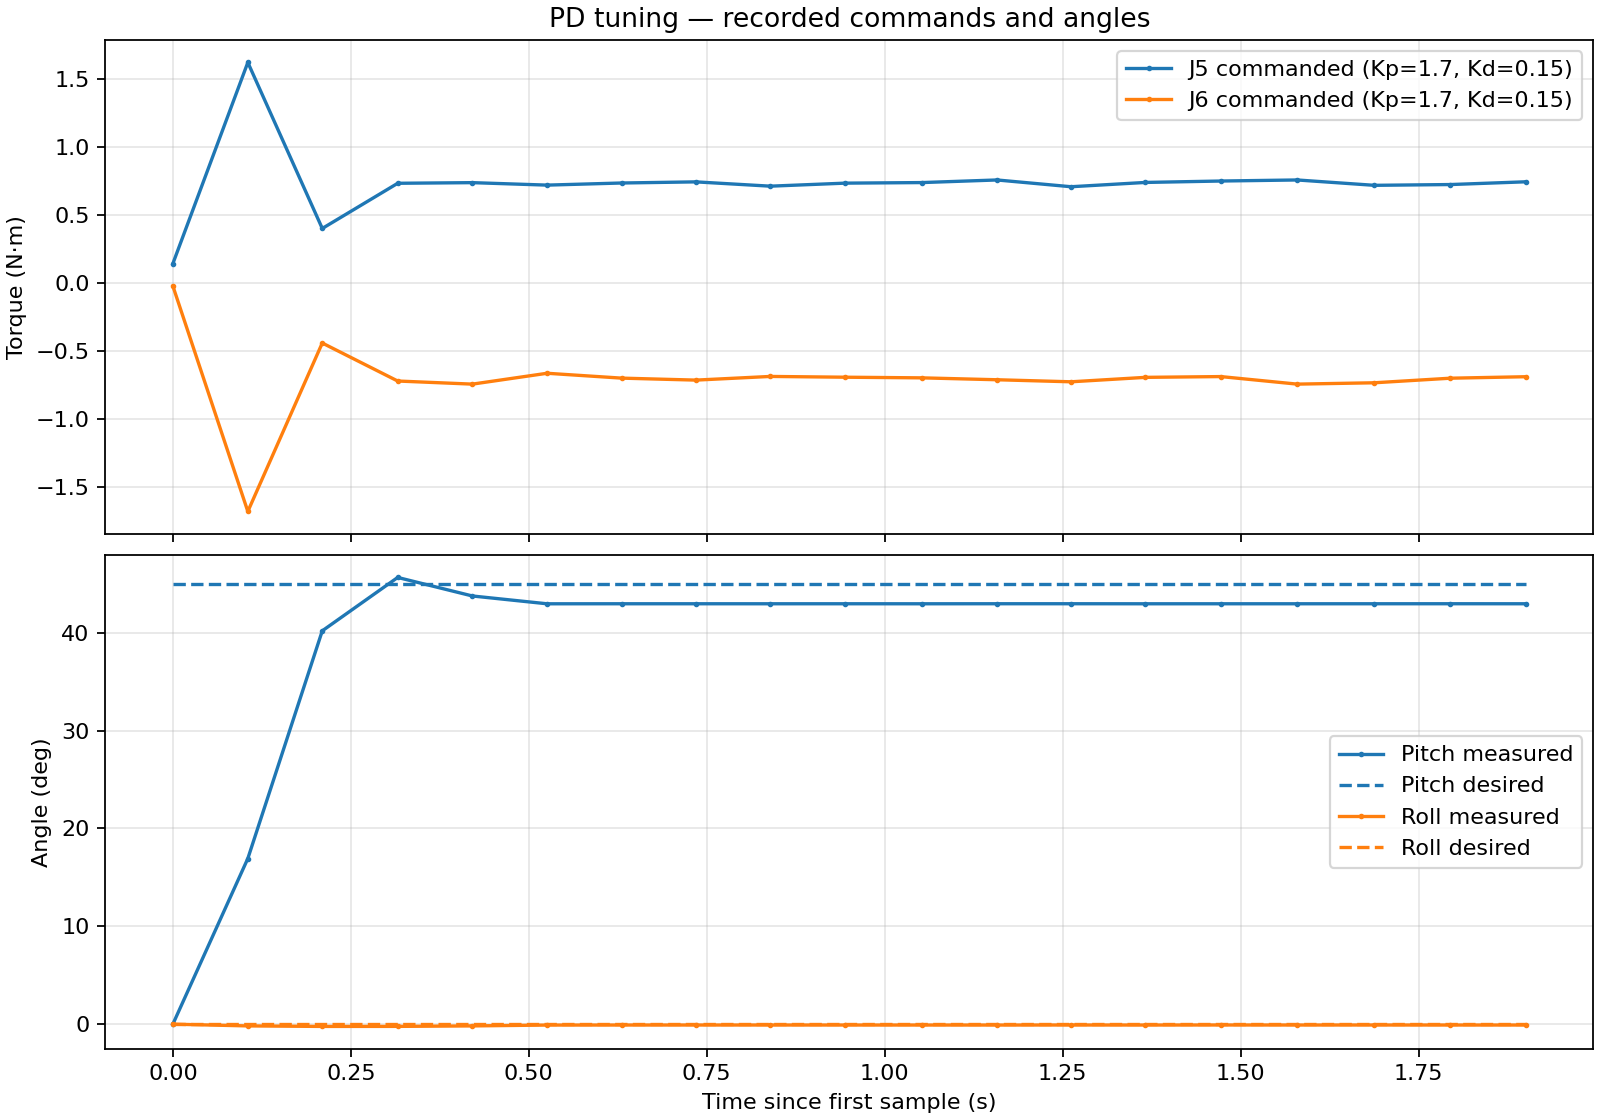 PD tuning — recorded commands and angles
J5 commanded (Kp=1.7, Kd=0.15)
J6 commanded (Kp=1.7, Kd=0.15)
Torque (N·m)
1.5
1.0
0.5
0.0
−0.5
−1.0
−1.5
Pitch measured
Pitch desired
Roll measured
Roll desired
Angle (deg)
40
30
20
10
0
0.00 0.25 0.50 0.75 1.00 1.25 1.50 1.75
Time since first sample (s)